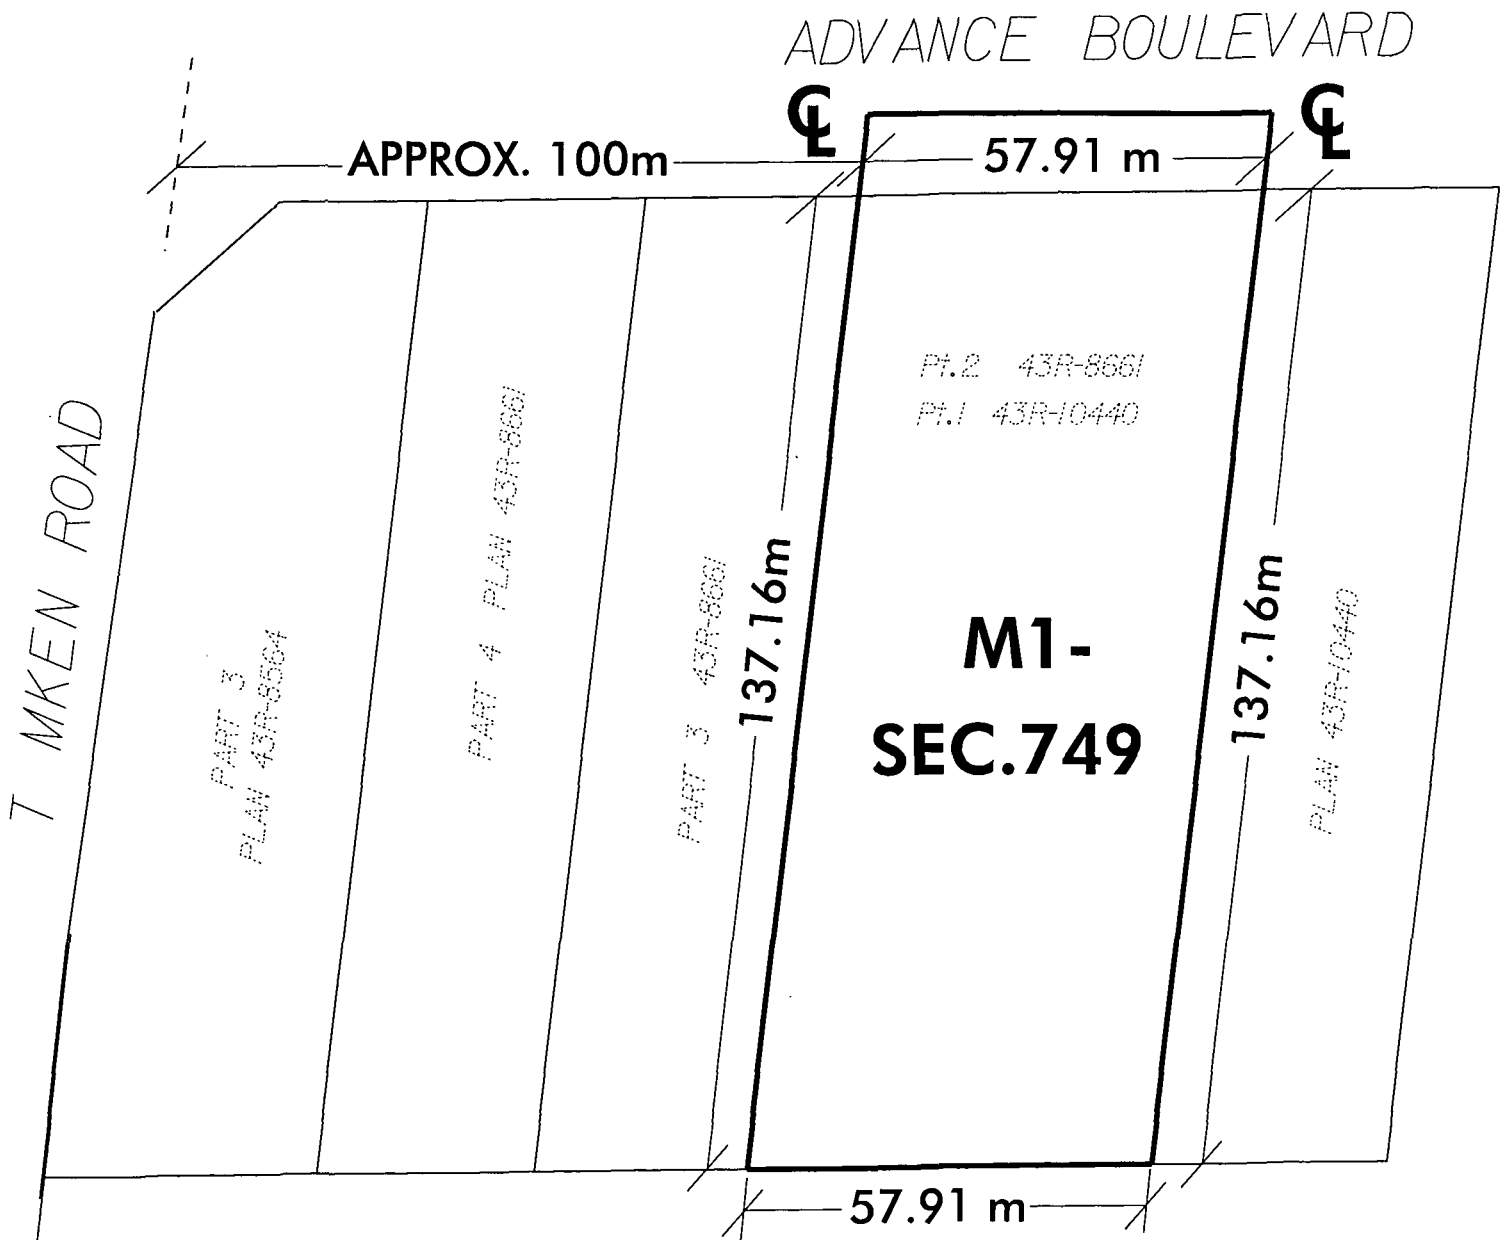 ADVANCE BOULEVARD
℄
℄
APPROX. 100m
57.91 m
Pt.2 43R-8661
Pt.1 43R-10440
T MKEN ROAD
PART 3
PLAN 43R-8564
PART 4 PLAN 43R-8661
PART 3 43R-8661
137.16m
M1-
SEC.749
137.16m
PLAN 43R-10440
57.91 m